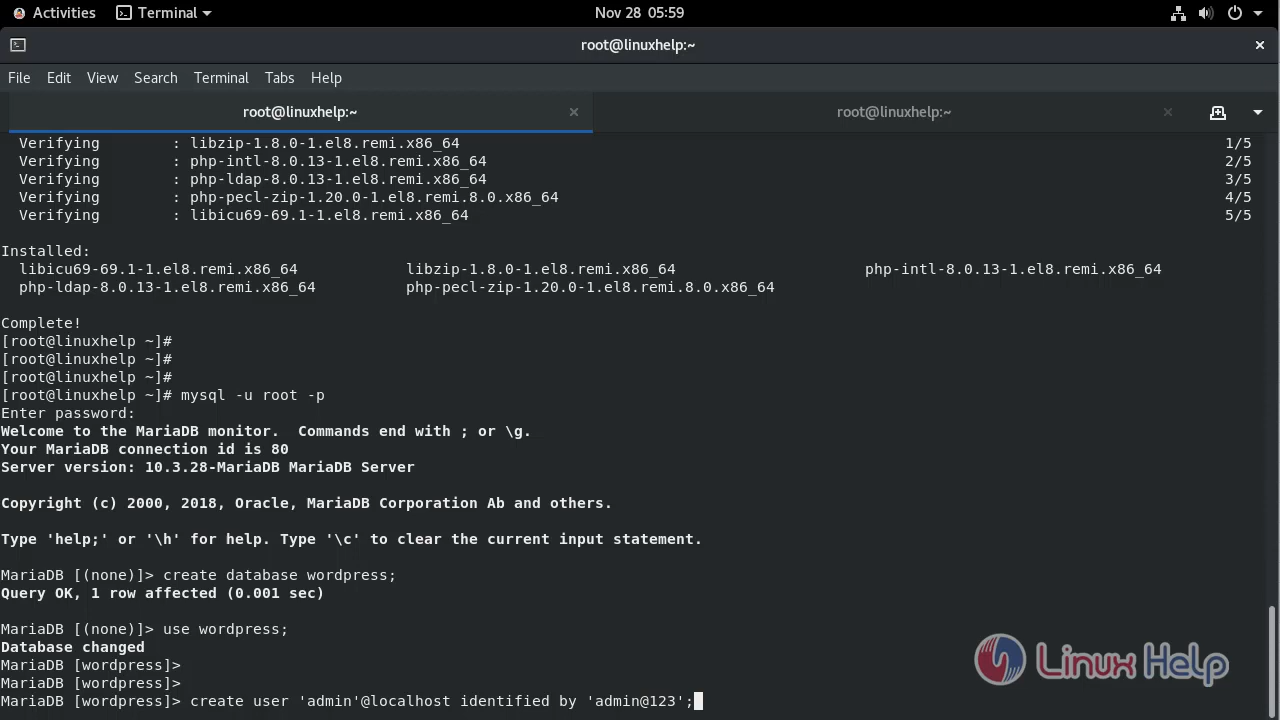 Activities Terminal Nov 28 05:59
root@linuxhelp:~ ×
File Edit View Search Terminal Tabs Help
root@linuxhelp:~ × root@linuxhelp:~ ×
Verifying : libzip-1.8.0-1.el8.remi.x86_64 1/5
Verifying : php-intl-8.0.13-1.el8.remi.x86_64 2/5
Verifying : php-ldap-8.0.13-1.el8.remi.x86_64 3/5
Verifying : php-pecl-zip-1.20.0-1.el8.remi.8.0.x86_64 4/5
Verifying : libicu69-69.1-1.el8.remi.x86_64 5/5
Installed:
libicu69-69.1-1.el8.remi.x86_64 libzip-1.8.0-1.el8.remi.x86_64 php-intl-8.0.13-1.el8.remi.x86_64
php-ldap-8.0.13-1.el8.remi.x86_64 php-pecl-zip-1.20.0-1.el8.remi.8.0.x86_64
Complete!
[root@linuxhelp ~]#
[root@linuxhelp ~]#
[root@linuxhelp ~]#
[root@linuxhelp ~]# mysql -u root -p
Enter password:
Welcome to the MariaDB monitor.  Commands end with ; or \g.
Your MariaDB connection id is 80
Server version: 10.3.28-MariaDB MariaDB Server
Copyright (c) 2000, 2018, Oracle, MariaDB Corporation Ab and others.
Type 'help;' or '\h' for help. Type '\c' to clear the current input statement.
MariaDB [(none)]> create database wordpress;
Query OK, 1 row affected (0.001 sec)
MariaDB [(none)]> use wordpress;
Database changed
MariaDB [wordpress]>
MariaDB [wordpress]>
MariaDB [wordpress]> create user 'admin'@localhost identified by 'admin@123';
Linux Help